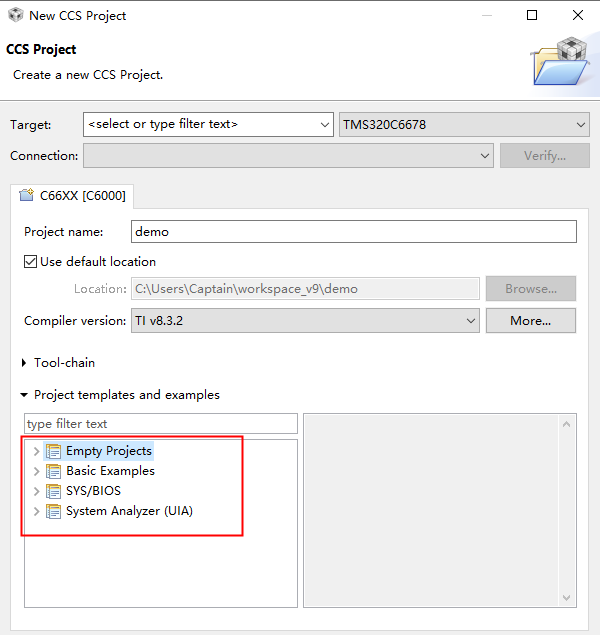 New CCS Project
CCS Project
Create a new CCS Project.
Target: <select or type filter text> TMS320C6678
Connection: Verify...
C66XX [C6000]
Project name: demo
Use default location
Location: C:\Users\Captain\workspace_v9\demo Browse...
Compiler version: TI v8.3.2 More...
Tool-chain
Project templates and examples
type filter text
Empty Projects
Basic Examples
SYS/BIOS
System Analyzer (UIA)